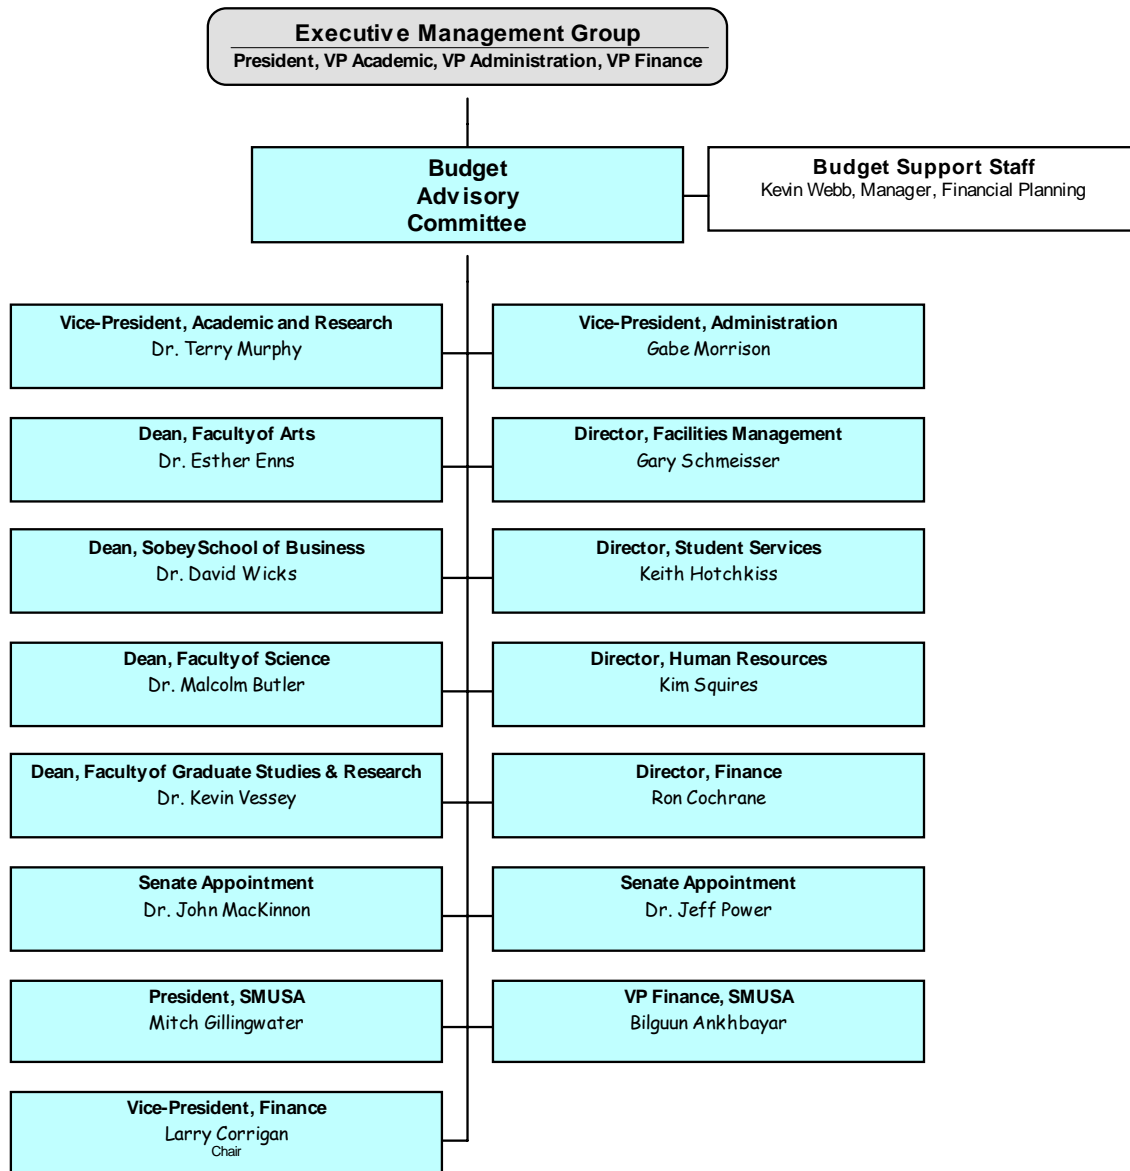 Executive Management Group
President, VP Academic, VP Administration, VP Finance
Budget
Advisory
Committee
Budget Support Staff
Kevin Webb, Manager, Financial Planning
Vice-President, Academic and Research
Dr. Terry Murphy
Vice-President, Administration
Gabe Morrison
Dean, Faculty of Arts
Dr. Esther Enns
Director, Facilities Management
Gary Schmeisser
Dean, Sobey School of Business
Dr. David Wicks
Director, Student Services
Keith Hotchkiss
Dean, Faculty of Science
Dr. Malcolm Butler
Director, Human Resources
Kim Squires
Dean, Faculty of Graduate Studies & Research
Dr. Kevin Vessey
Director, Finance
Ron Cochrane
Senate Appointment
Dr. John MacKinnon
Senate Appointment
Dr. Jeff Power
President, SMUSA
Mitch Gillingwater
VP Finance, SMUSA
Bilguun Ankhbayar
Vice-President, Finance
Larry Corrigan
Chair